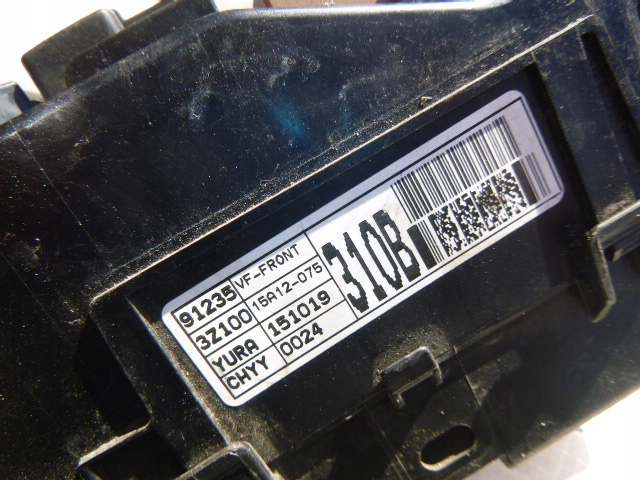 91235 VF-FRONT
3Z100 15A12-075
YURA 151019
CHYY 0024
310B